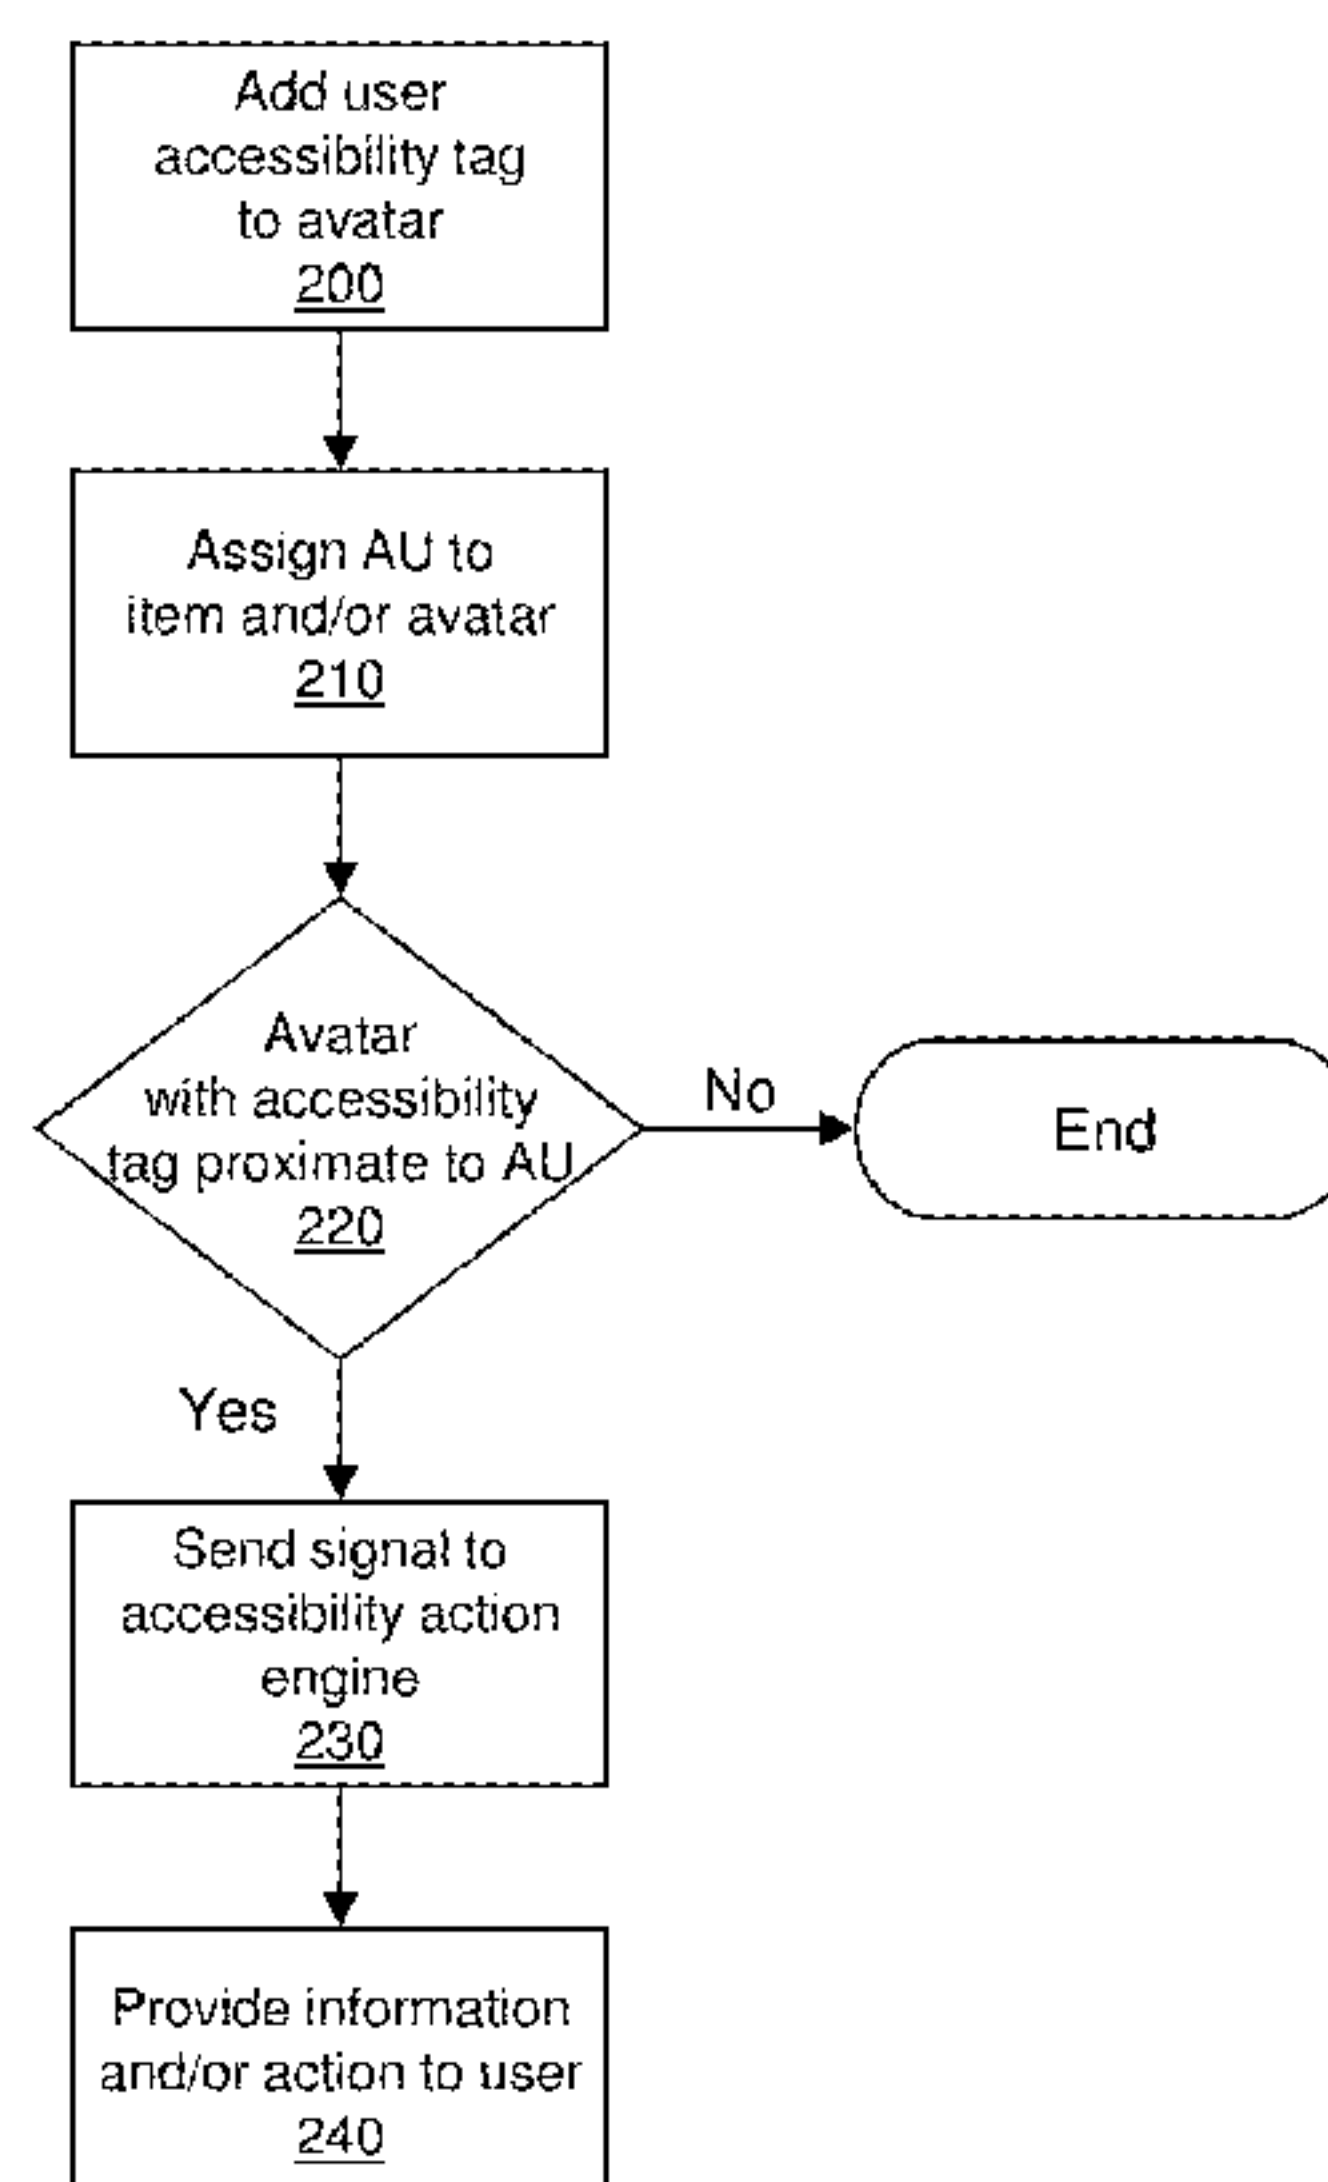 Add user
accessibility tag
to avatar
200
Assign AU to
item and/or avatar
210
Avatar
with accessibility
tag proximate to AU
220
No
End
Yes
Send signal to
accessibility action
engine
230
Provide information
and/or action to user
240